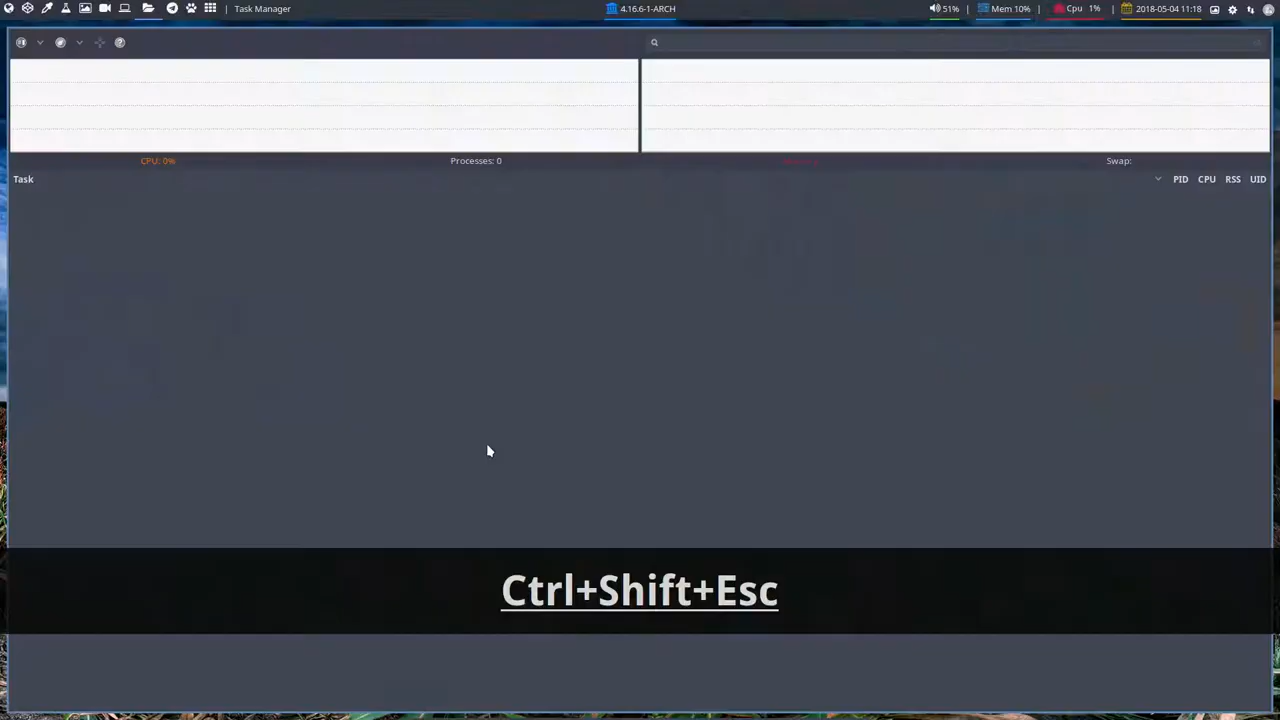 Task Manager
4.16.6-1-ARCH
51% | Mem 10% | Cpu 1% | 2018-05-04 11:18
CPU: 0%
Processes: 0
Swap:
Task
PID CPU RSS UID
Ctrl+Shift+Esc